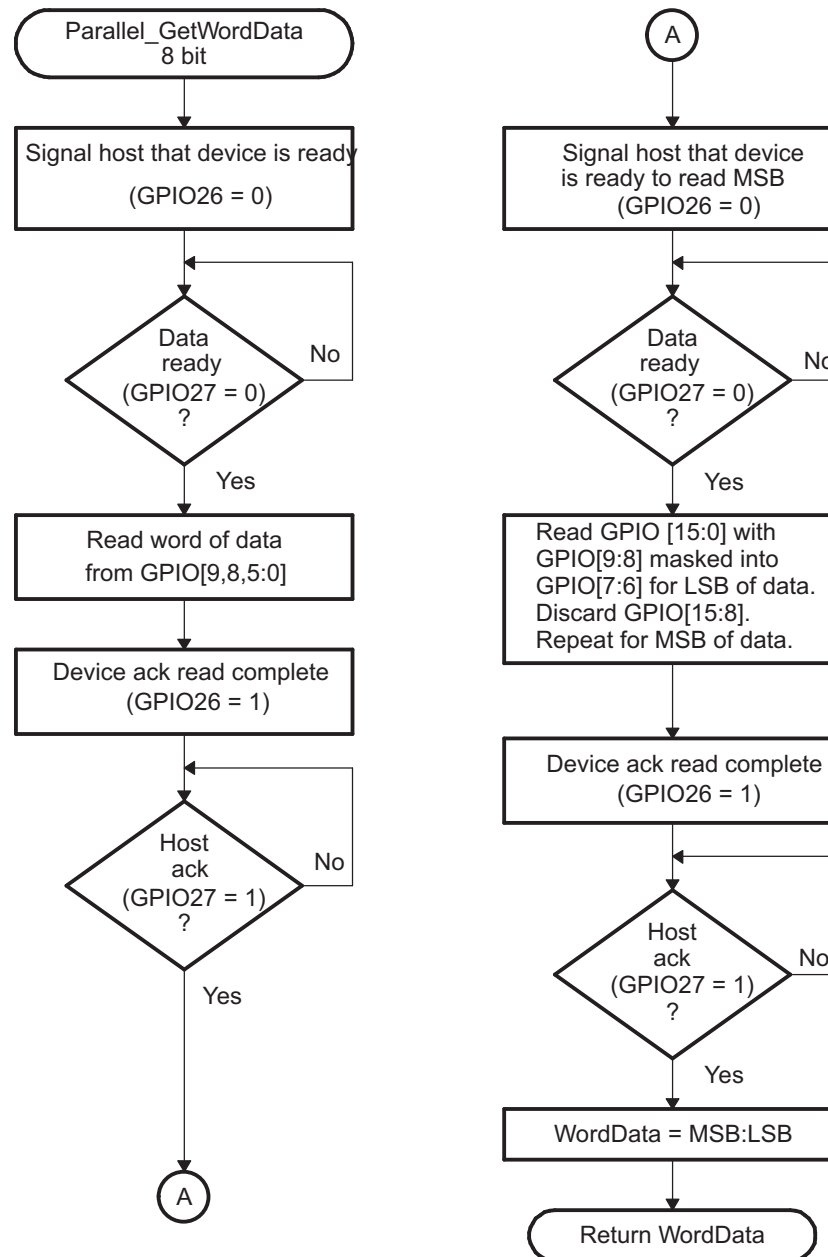 Parallel_GetWordData
8 bit
Signal host that device is ready
(GPIO26 = 0)
Data
ready
(GPIO27 = 0)
?
No
Yes
Read word of data
from GPIO[9,8,5:0]
Device ack read complete
(GPIO26 = 1)
Host
ack
(GPIO27 = 1)
?
No
Yes
A
A
Signal host that device
is ready to read MSB
(GPIO26 = 0)
Data
ready
(GPIO27 = 0)
?
No
Yes
Read GPIO [15:0] with
GPIO[9:8] masked into
GPIO[7:6] for LSB of data.
Discard GPIO[15:8].
Repeat for MSB of data.
Device ack read complete
(GPIO26 = 1)
Host
ack
(GPIO27 = 1)
?
No
Yes
WordData = MSB:LSB
Return WordData